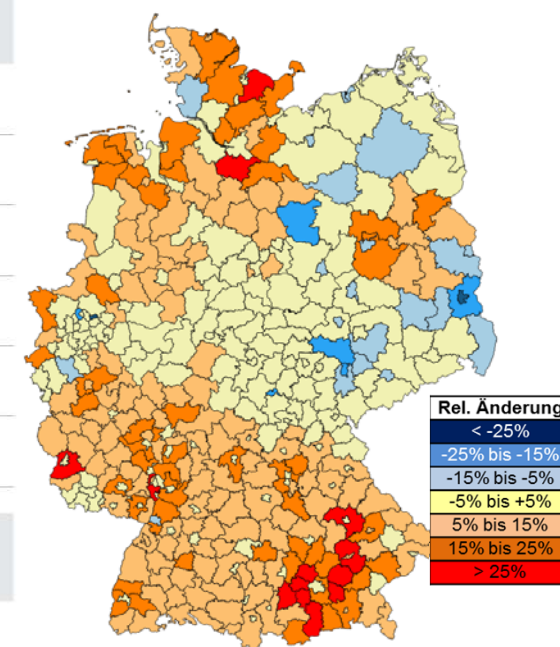 Rel. Änderung
< -25%
-25% bis -15%
-15% bis -5%
-5% bis +5%
5% bis 15%
15% bis 25%
> 25%